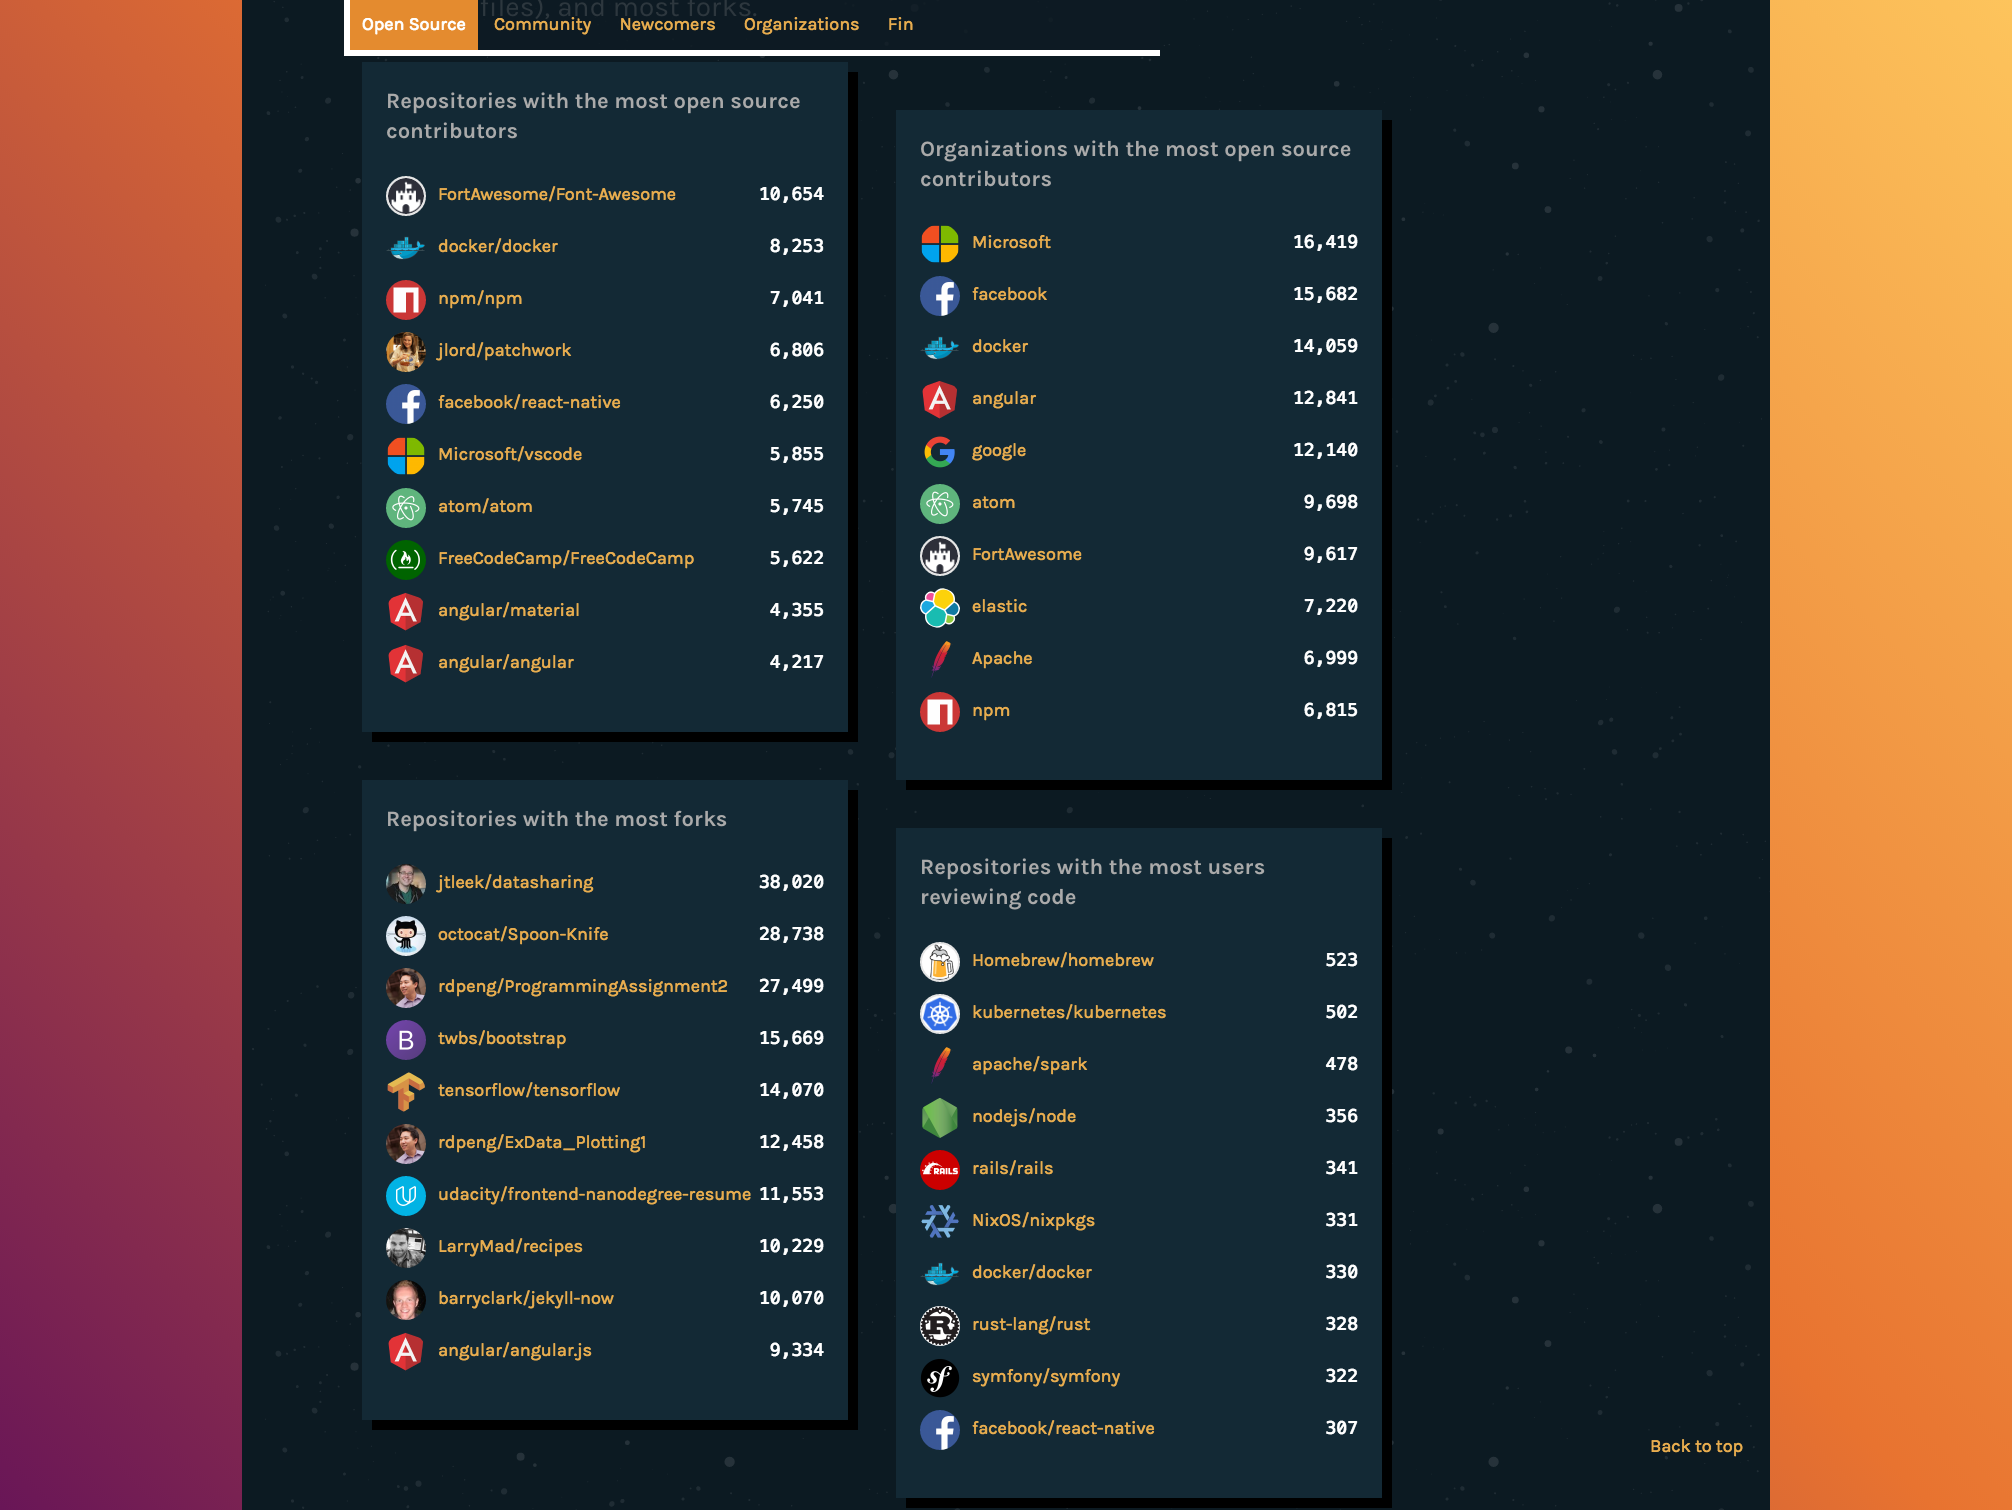 files), and most forks.
Open Source Community Newcomers Organizations Fin
Repositories with the most open source
contributors
FortAwesome/Font-Awesome 10,654
docker/docker 8,253
npm/npm 7,041
jlord/patchwork 6,806
facebook/react-native 6,250
Microsoft/vscode 5,855
atom/atom 5,745
FreeCodeCamp/FreeCodeCamp 5,622
angular/material 4,355
angular/angular 4,217
Organizations with the most open source
contributors
Microsoft 16,419
facebook 15,682
docker 14,059
angular 12,841
google 12,140
atom 9,698
FortAwesome 9,617
elastic 7,220
Apache 6,999
npm 6,815
Repositories with the most forks
jtleek/datasharing 38,020
octocat/Spoon-Knife 28,738
rdpeng/ProgrammingAssignment2 27,499
twbs/bootstrap 15,669
tensorflow/tensorflow 14,070
rdpeng/ExData_Plotting1 12,458
udacity/frontend-nanodegree-resume 11,553
LarryMad/recipes 10,229
barryclark/jekyll-now 10,070
angular/angular.js 9,334
Repositories with the most users
reviewing code
Homebrew/homebrew 523
kubernetes/kubernetes 502
apache/spark 478
nodejs/node 356
RAILS rails/rails 341
NixOS/nixpkgs 331
docker/docker 330
rust-lang/rust 328
symfony/symfony 322
facebook/react-native 307
Back to top